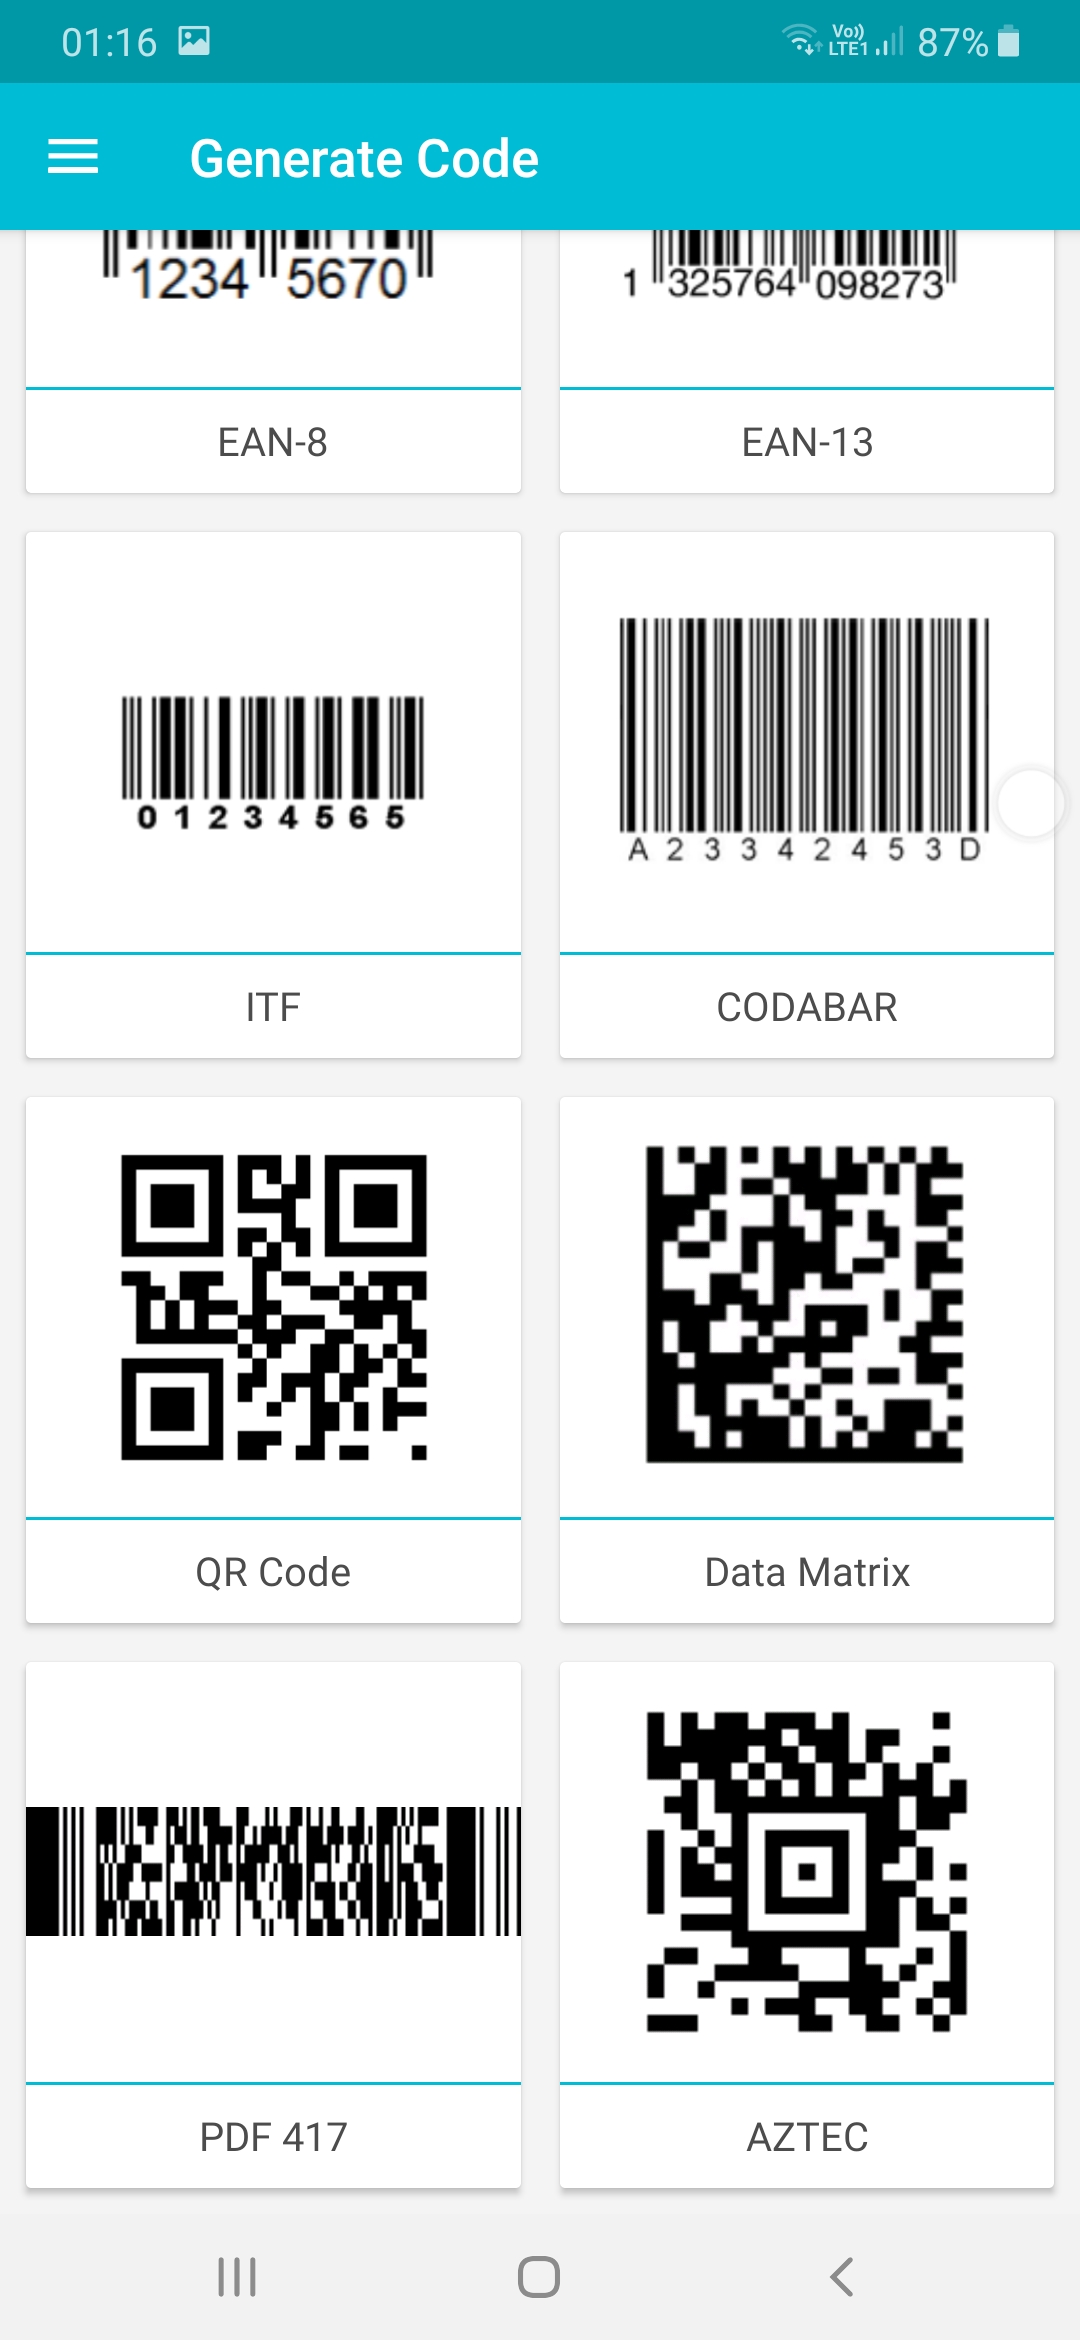 01:16 Vo)) LTE1 87%
Generate Code
1234 5670
1 325764 098273
EAN-8
EAN-13
0 1 2 3 4 5 6 5
A 2 3 3 4 2 4 5 3 D
ITF
CODABAR
QR Code
Data Matrix
PDF 417
AZTEC